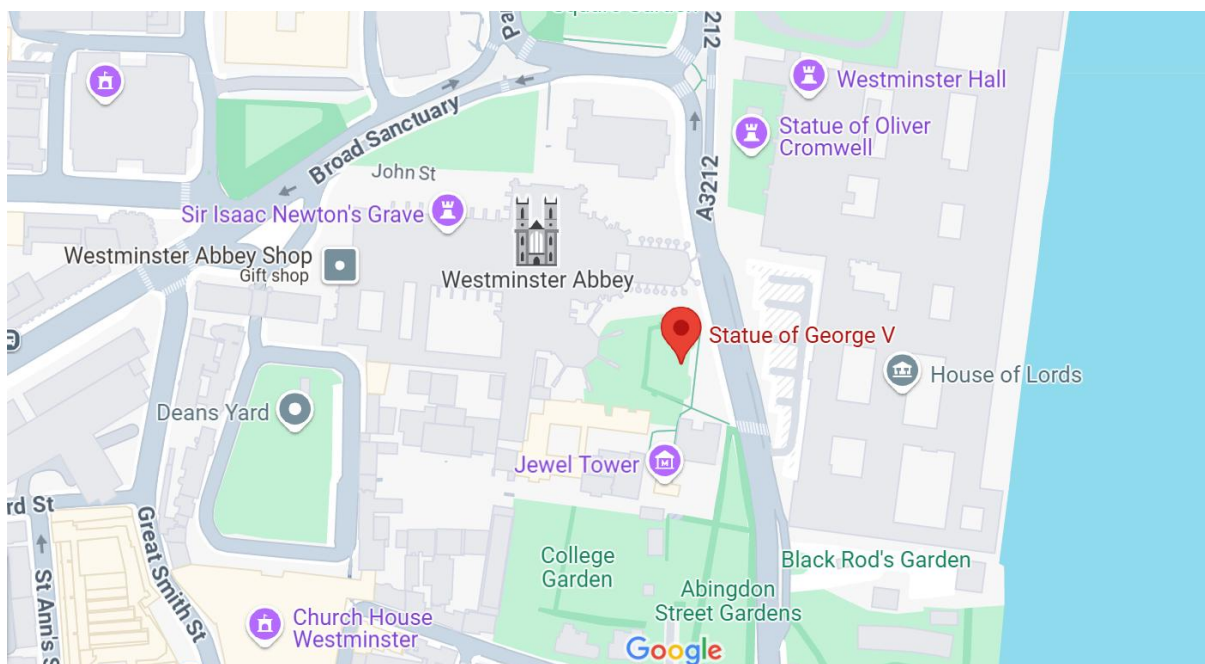 Westminster Hall
Statue of Oliver
Cromwell
Broad Sanctuary
John St
A3212
Sir Isaac Newton's Grave
Westminster Abbey Shop
Gift shop
Westminster Abbey
Statue of George V
House of Lords
Deans Yard
Jewel Tower
rd St
Great Smith St
St Ann's S
College
Garden
Black Rod's Garden
Abingdon
Street Gardens
Church House
Westminster
Google